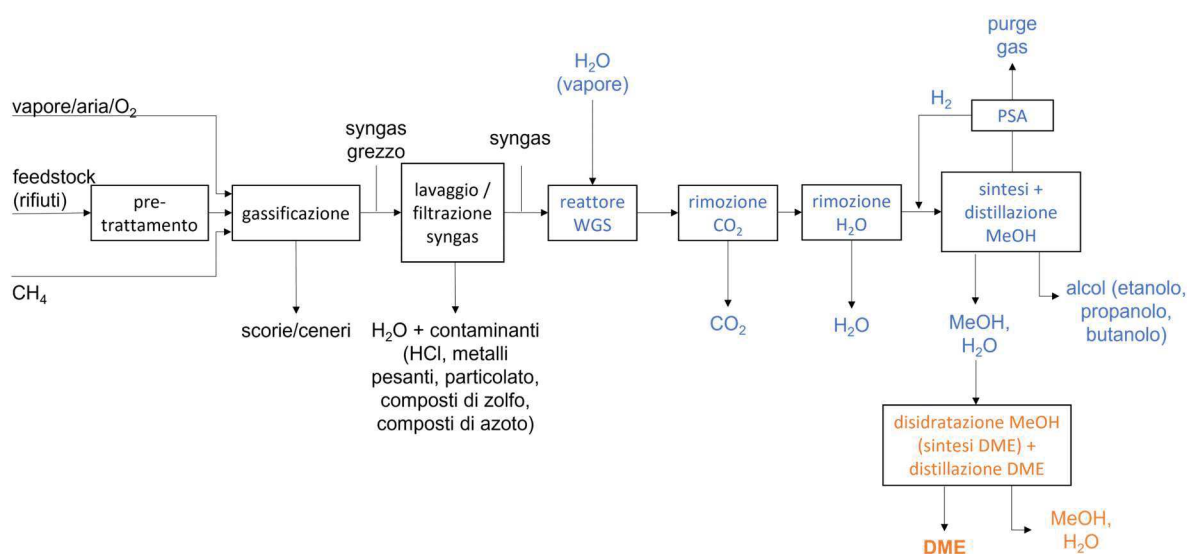 vapore/aria/O₂
feedstock
(rifiuti)
CH₄
pre-
trattamento
gassificazione
scorie/ceneri
syngas
grezzo
lavaggio /
filtrazione
syngas
H₂O + contaminanti
(HCl, metalli
pesanti, particolato,
composti di zolfo,
composti di azoto)
syngas
H₂O
(vapore)
reattore
WGS
rimozione
CO₂
CO₂
rimozione
H₂O
H₂O
purge
gas
H₂
PSA
sintesi +
distillazione
MeOH
alcol (etanolo,
propanolo,
butanolo)
MeOH,
H₂O
disidratazione MeOH
(sintesi DME) +
distillazione DME
DME
MeOH,
H₂O